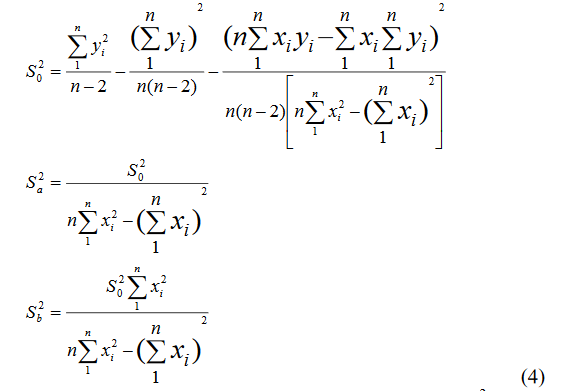 S_0^2 = \frac{\sum_1^n y_i^2}{n-2} - \frac{(\sum_1^n y_i)^2}{n(n-2)} - \frac{(n\sum_1^n x_i y_i - \sum_1^n x_i \sum_1^n y_i)^2}{n(n-2)[n\sum_1^n x_i^2 - (\sum_1^n x_i)^2]}
S_a^2 = \frac{S_0^2}{n\sum_1^n x_i^2 - (\sum_1^n x_i)^2}
S_b^2 = \frac{S_0^2 \sum_1^n x_i^2}{n\sum_1^n x_i^2 - (\sum_1^n x_i)^2}
(4)